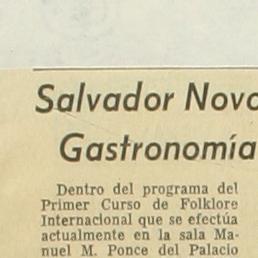 Salvador Novo
Gastronomía
Dentro del programa del
Primer Curso de Folklore
Internacional que se efectúa
actualmente en la sala Ma-
nuel M. Ponce del Palacio